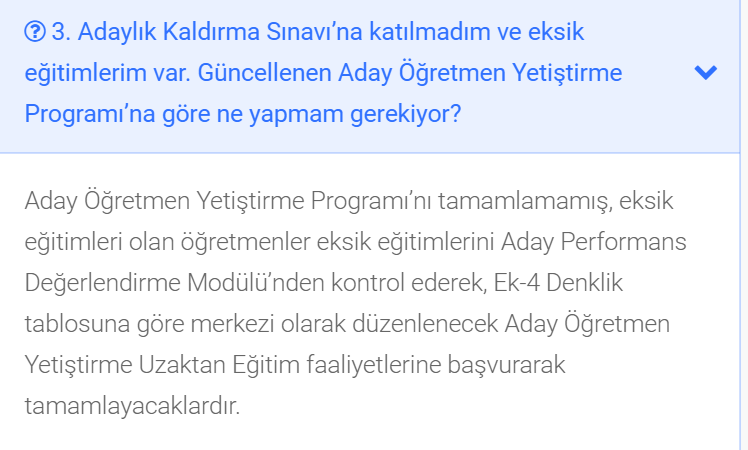 3. Adaylık Kaldırma Sınavı’na katılmadım ve eksik
eğitimlerim var. Güncellenen Aday Öğretmen Yetiştirme
Programı’na göre ne yapmam gerekiyor?
Aday Öğretmen Yetiştirme Programı’nı tamamlamamış, eksik
eğitimleri olan öğretmenler eksik eğitimlerini Aday Performans
Değerlendirme Modülü’nden kontrol ederek, Ek-4 Denklik
tablosuna göre merkezi olarak düzenlenecek Aday Öğretmen
Yetiştirme Uzaktan Eğitim faaliyetlerine başvurarak
tamamlayacaklardır.